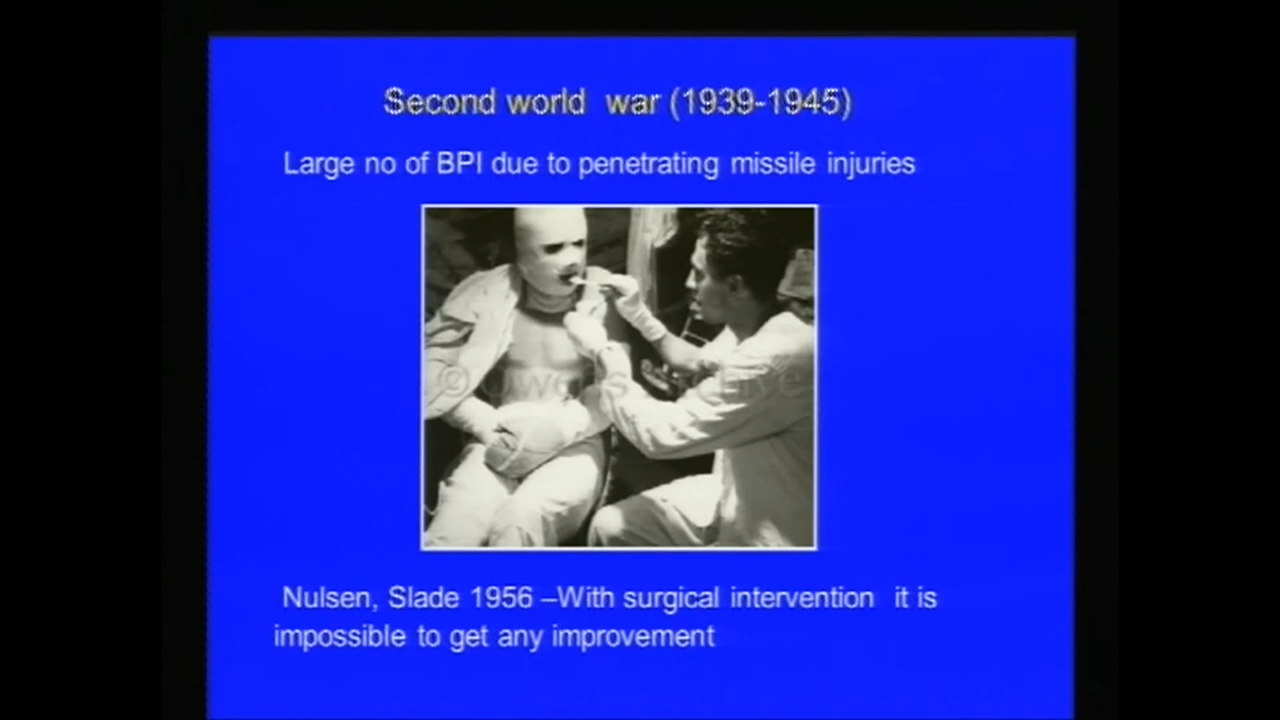 Second world war (1939-1945)
Large no of BPI due to penetrating missile injuries
Nulsen, Slade 1956 –With surgical intervention it is
impossible to get any improvement